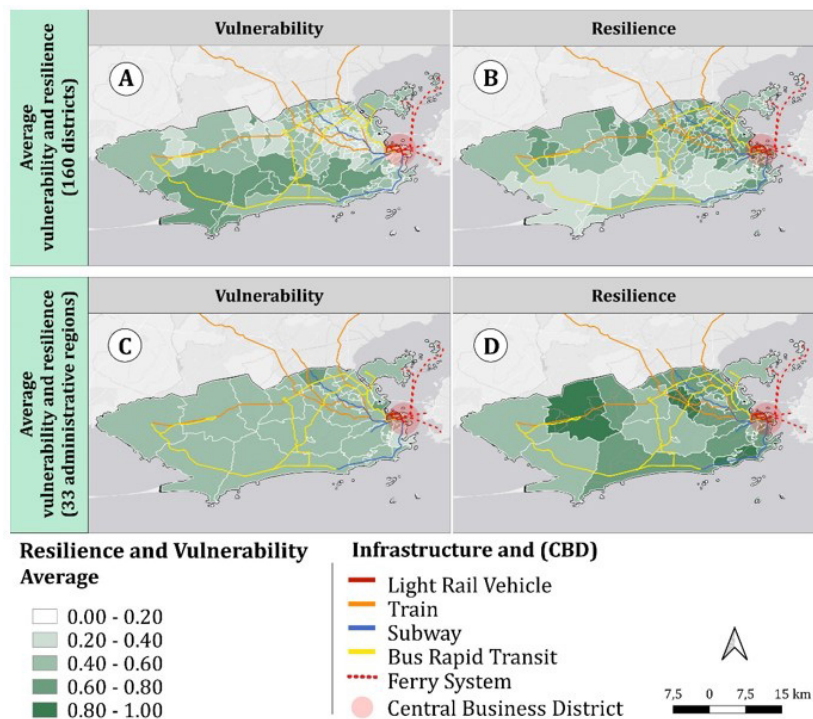 Vulnerability
Resilience
Average
vulnerability and resilience
(160 districts)
A
B
Vulnerability
Resilience
Average
vulnerability and resilience
(33 administrative regions)
C
D
Resilience and Vulnerability
Average
0.00 - 0.20
0.20 - 0.40
0.40 - 0.60
0.60 - 0.80
0.80 - 1.00
Infrastructure and (CBD)
Light Rail Vehicle
Train
Subway
Bus Rapid Transit
Ferry System
Central Business District
7,5 0 7,5 15 km